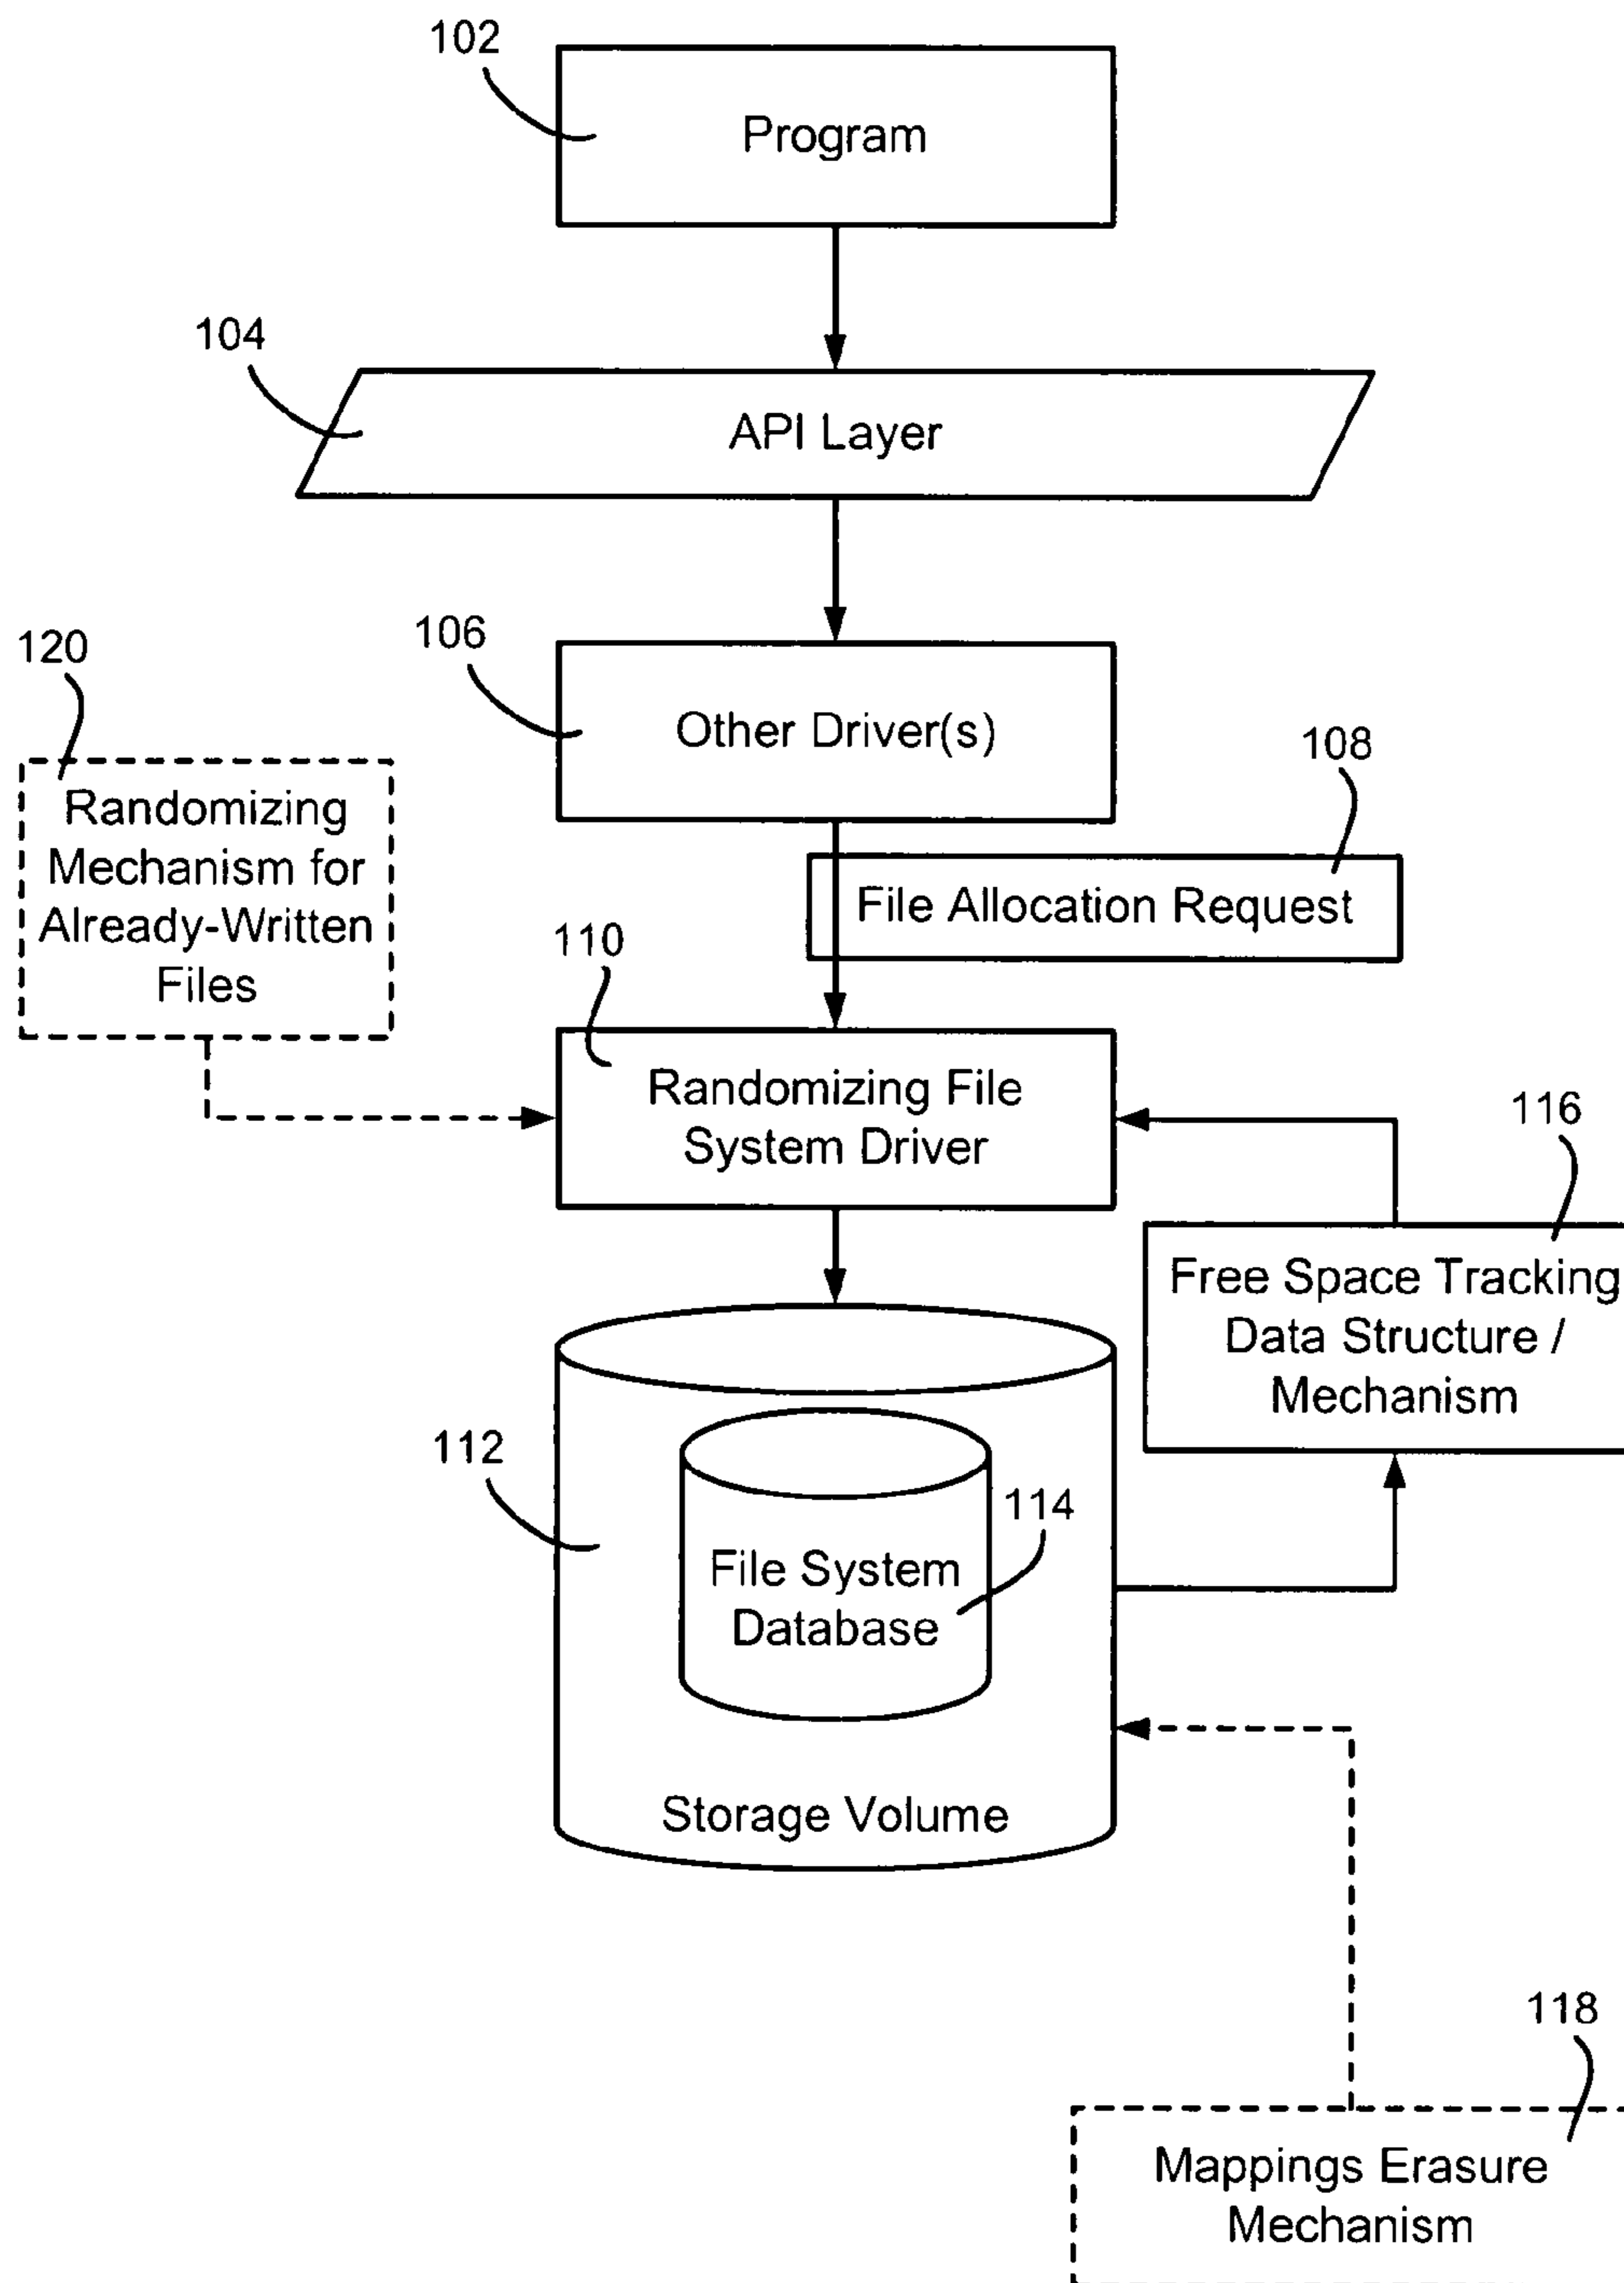 102
Program
104
API Layer
106
Other Driver(s)
120
Randomizing
Mechanism for
Already-Written
Files
108
File Allocation Request
110
Randomizing File
System Driver
116
Free Space Tracking
Data Structure /
Mechanism
112
114
File System
Database
Storage Volume
118
Mappings Erasure
Mechanism